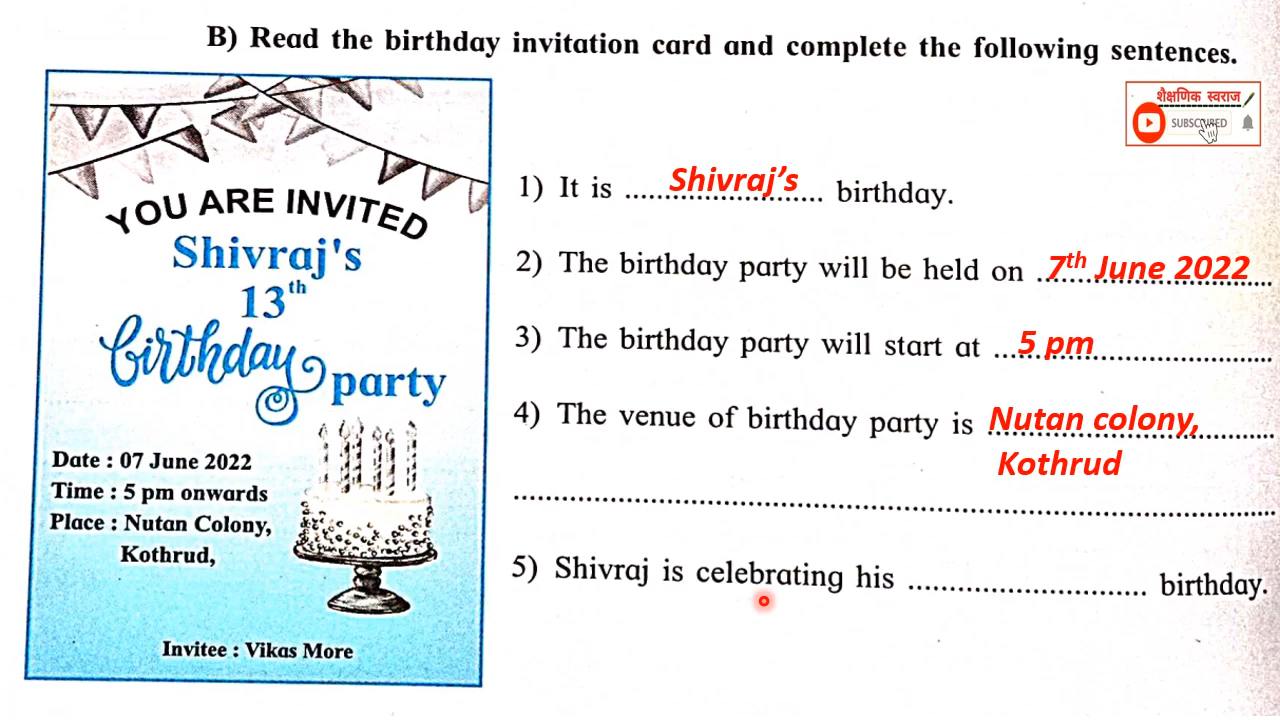 B) Read the birthday invitation card and complete the following sentences.
शैक्षणिक स्वराज
SUBSCRIBED
YOU ARE INVITED
Shivraj's
13th
birthday party
Date : 07 June 2022
Time : 5 pm onwards
Place : Nutan Colony,
Kothrud,
Invitee : Vikas More
1) It is ........Shivraj’s........ birthday.
2) The birthday party will be held on ..7th June 2022..
3) The birthday party will start at ...5 pm..............
4) The venue of birthday party is Nutan colony,
Kothrud
5) Shivraj is celebrating his .............................. birthday.